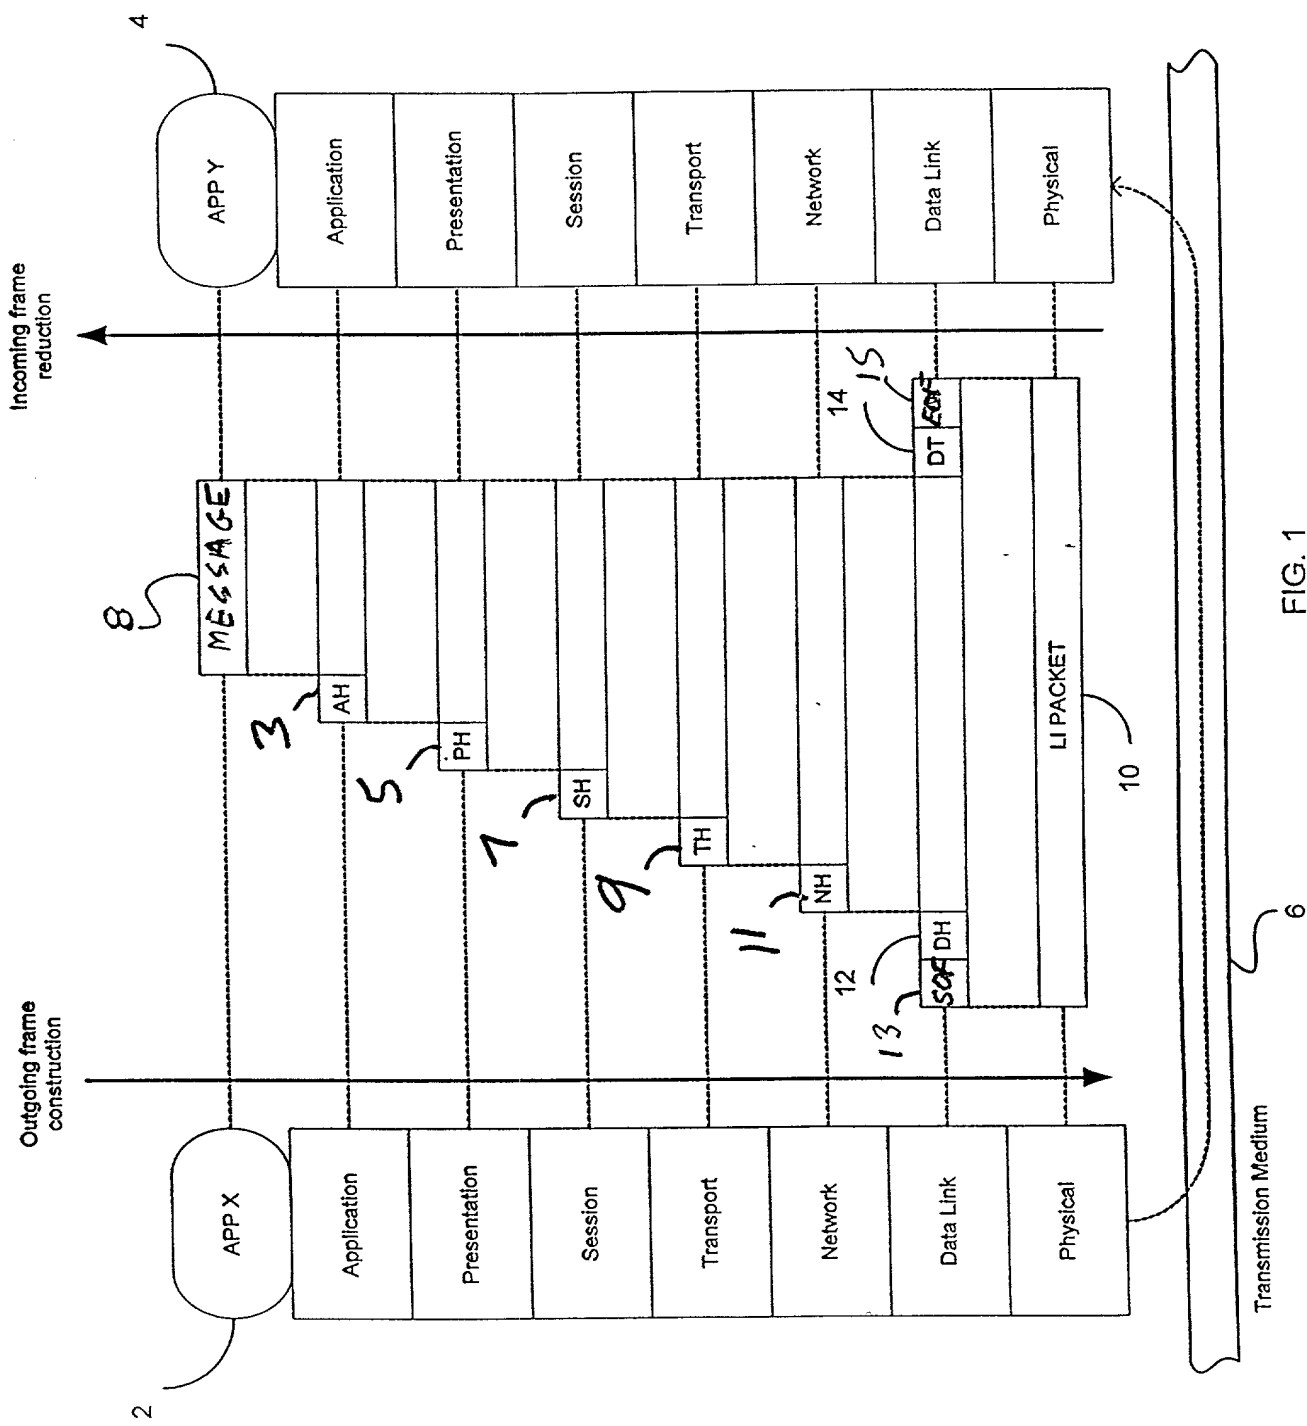 Outgoing frame
construction
Incoming frame
reduction
2
APP X
8
MESSAGE
APP Y
4
Application
3
AH
Application
Presentation
5
PH
Presentation
Session
7
SH
Session
Transport
9
TH
Transport
Network
11
NH
Network
Data Link
13
SOF
12
DH
14
DT
15
EOF
Data Link
Physical
LI PACKET
10
Physical
Transmission Medium
6
FIG. 1